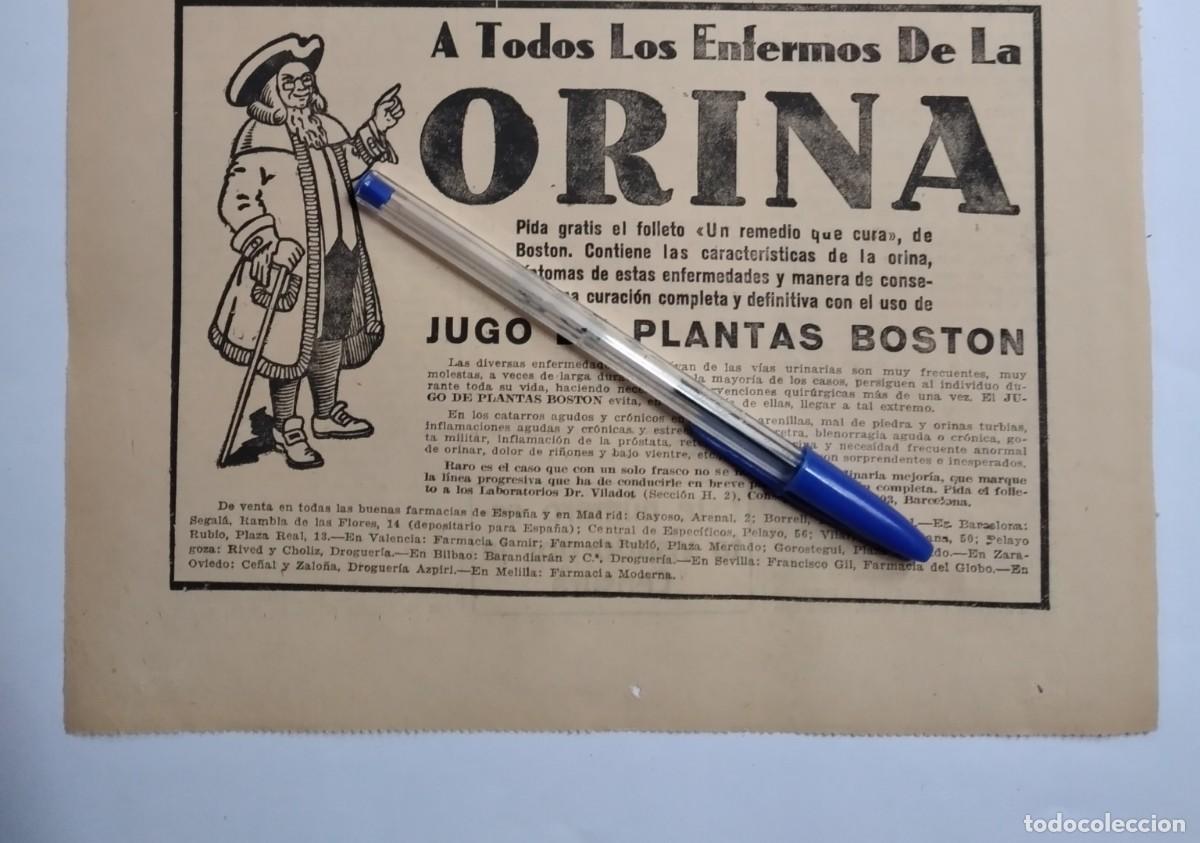 A Todos Los Enfermos De La
ORINA
Pida gratis el folleto «Un remedio que cura», de
Boston. Contiene las características de la orina,
de estas enfermedades y manera de conse-
curación completa y definitiva con el uso de
JUGO PLANTAS BOSTON
Las diversas de las vías urinarias son muy frecuentes, muy
molestas, a veces de larga la mayoría de los casos, persiguen al individuo du-
rante toda su vida, haciendo quirúrgicas más de una vez. El JU-
GO DE PLANTAS BOSTON evita, de ellas, llegar a tal extremo.
En los catarros agudos y crónicos arenillas, mal de piedra y orinas turbias,
inflamaciones agudas y crónicas y blenorragia aguda o crónica, go-
ta militar, inflamación de la próstata, y necesidad frecuente anormal
de orinar, dolor de riñones y bajo vientre, sorprendentes e inesperados.
Raro es el caso que con un solo frasco no se mejoría, que marque
la línea progresiva que ha de conducirle en breve completa. Pida el folle-
to a los Laboratorios Dr. Viladot (Sección H. 2), Barcelona.
De venta en todas las buenas farmacias de España y en Madrid: Gayoso, Arenal, 2; Borrell, En Barcelona:
Segalá, Rambla de las Flores, 14 (depositario para España); Central de Específicos, Pelayo, 56; 50; Pelayo
Rubio, Plaza Real, 13.—En Valencia: Farmacia Gamir; Farmacia Rubió, Plaza Mercado; Gorostegui, En Zara-
goza: Rived y Choliz, Droguería.—En Bilbao: Barandiarán y C.ª, Droguería.—En Sevilla: Francisco Gil, Farmacia del Globo.—En
Oviedo: Ceñal y Zaloña, Droguería Azpiri.—En Melilla: Farmacia Moderna.
todocoleccion